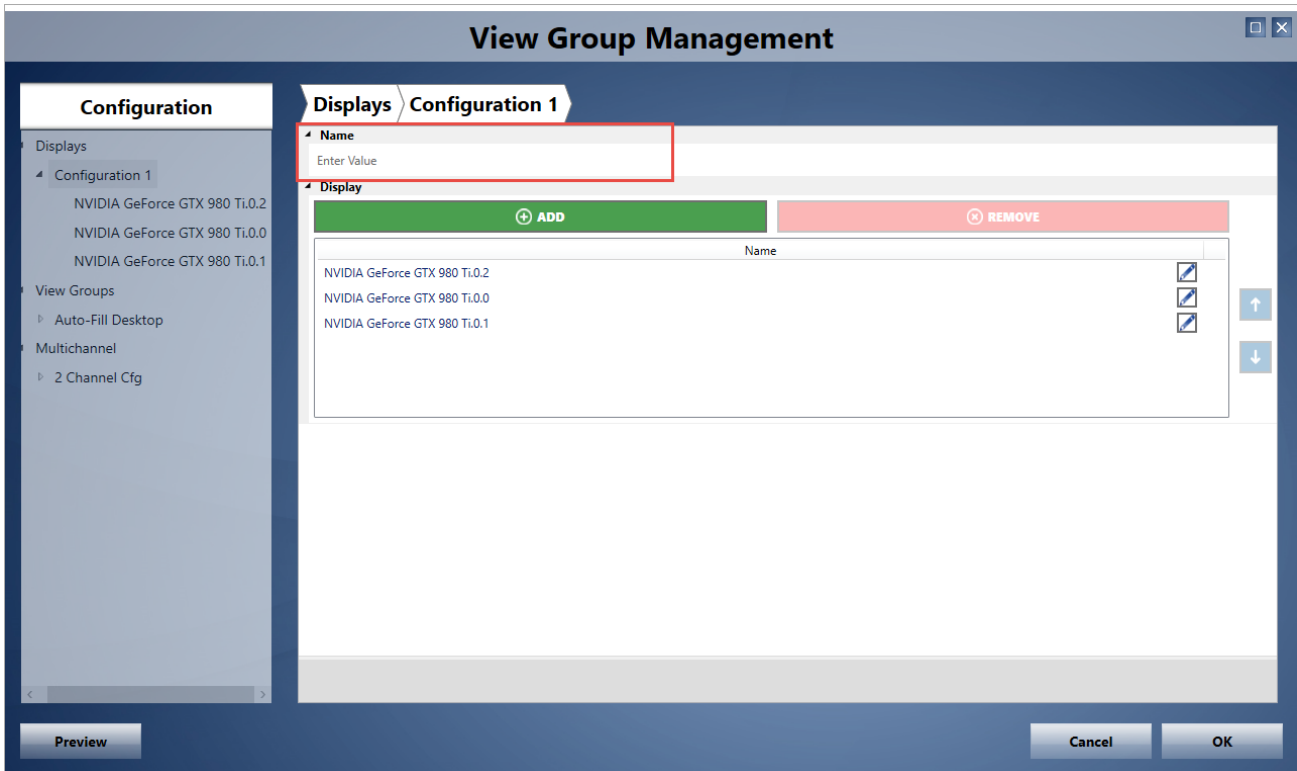 View Group Management
Configuration
Displays
Configuration 1
NVIDIA GeForce GTX 980 Ti.0.2
NVIDIA GeForce GTX 980 Ti.0.0
NVIDIA GeForce GTX 980 Ti.0.1
View Groups
Auto-Fill Desktop
Multichannel
2 Channel Cfg
Displays Configuration 1
Name
Enter Value
Display
ADD REMOVE
Name
NVIDIA GeForce GTX 980 Ti.0.2
NVIDIA GeForce GTX 980 Ti.0.0
NVIDIA GeForce GTX 980 Ti.0.1
Preview Cancel OK